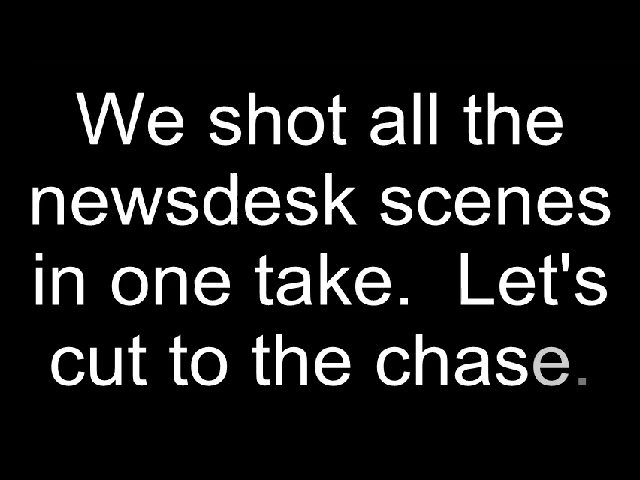 We shot all the
newsdesk scenes
in one take.  Let's
cut to the chase.